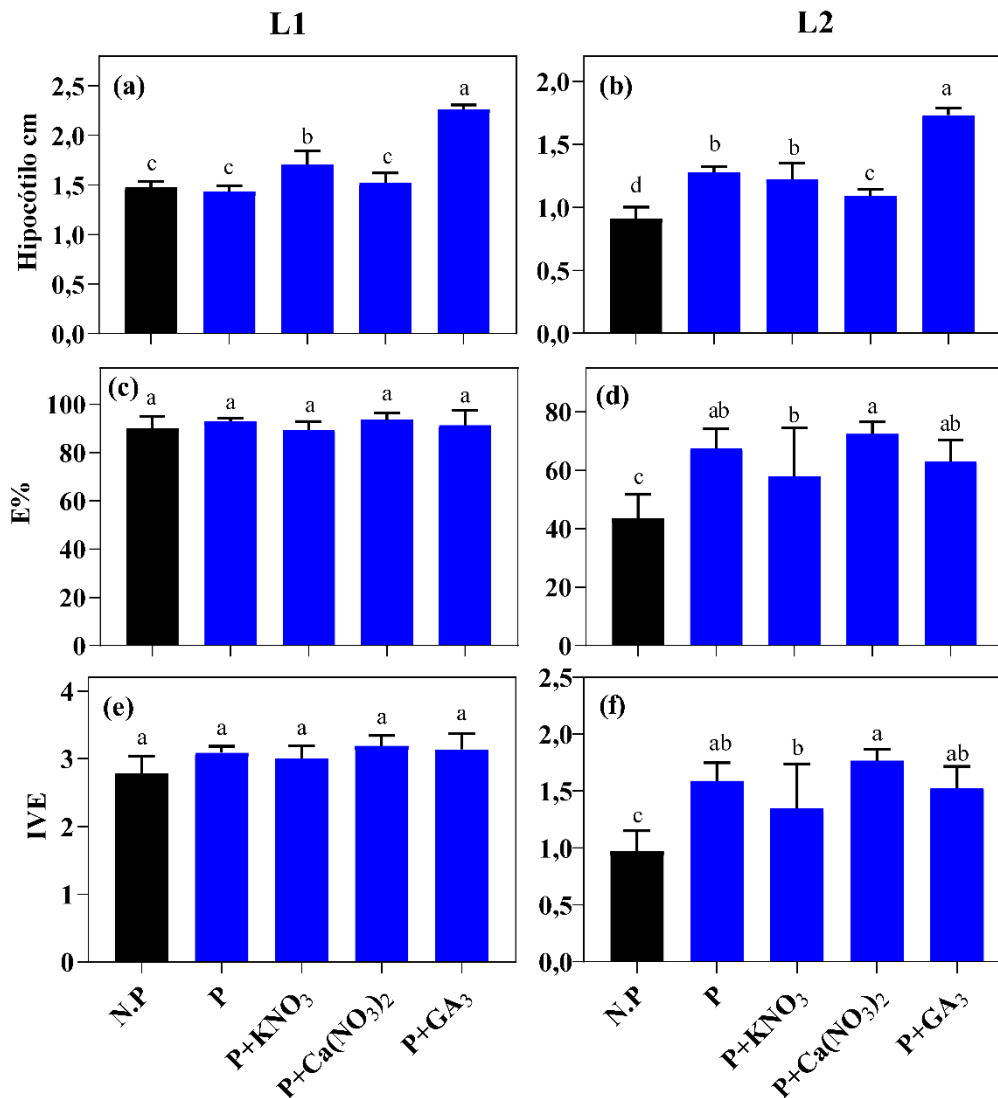 L1
L2
(a)
Hipocótilo cm
2,5
2,0
1,5
1,0
0,5
0,0
c
c
b
c
a
(b)
2,0
1,5
1,0
0,5
0,0
d
b
b
c
a
(c)
E%
100
80
60
40
20
0
a
a
a
a
a
(d)
80
60
40
20
0
c
ab
b
a
ab
(e)
IVE
4
3
2
1
0
a
a
a
a
a
(f)
2,5
2,0
1,5
1,0
0,5
0,0
c
ab
b
a
ab
N.P
P
P+KNO₃
P+Ca(NO₃)₂
P+GA₃
N.P
P
P+KNO₃
P+Ca(NO₃)₂
P+GA₃